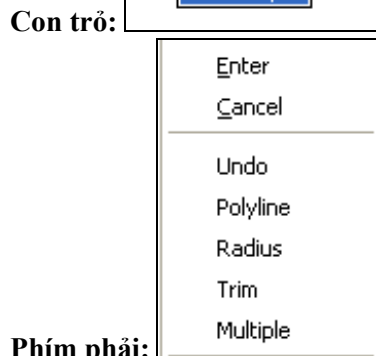 Con trỏ:
Enter
Cancel
Undo
Polyline
Radius
Trim
Multiple
Phím phải: